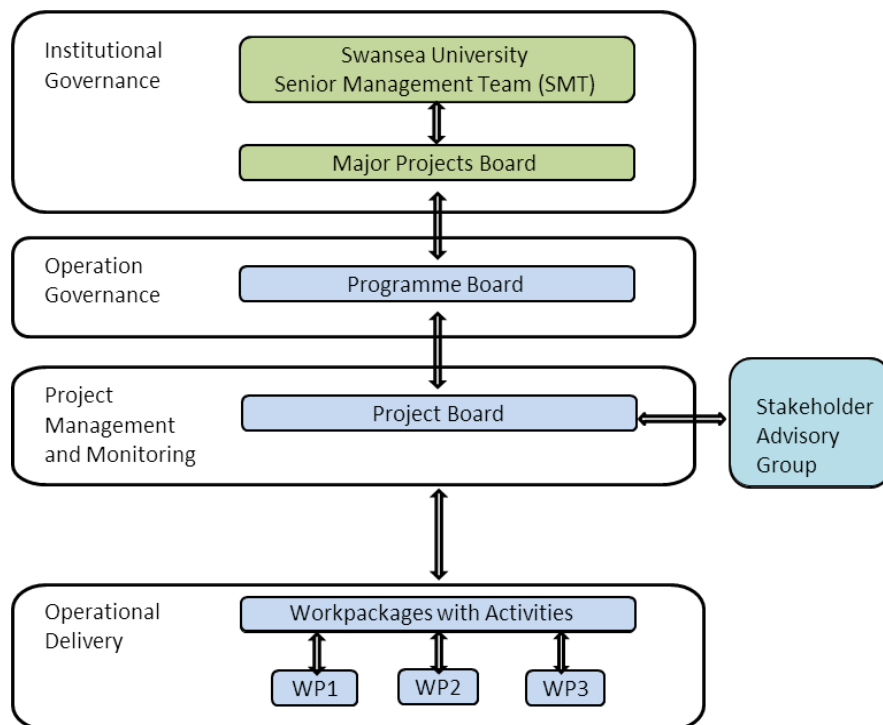 Institutional
Governance
Swansea University
Senior Management Team (SMT)
Major Projects Board
Operation
Governance
Programme Board
Project
Management
and Monitoring
Project Board
Stakeholder
Advisory
Group
Operational
Delivery
Workpackages with Activities
WP1
WP2
WP3